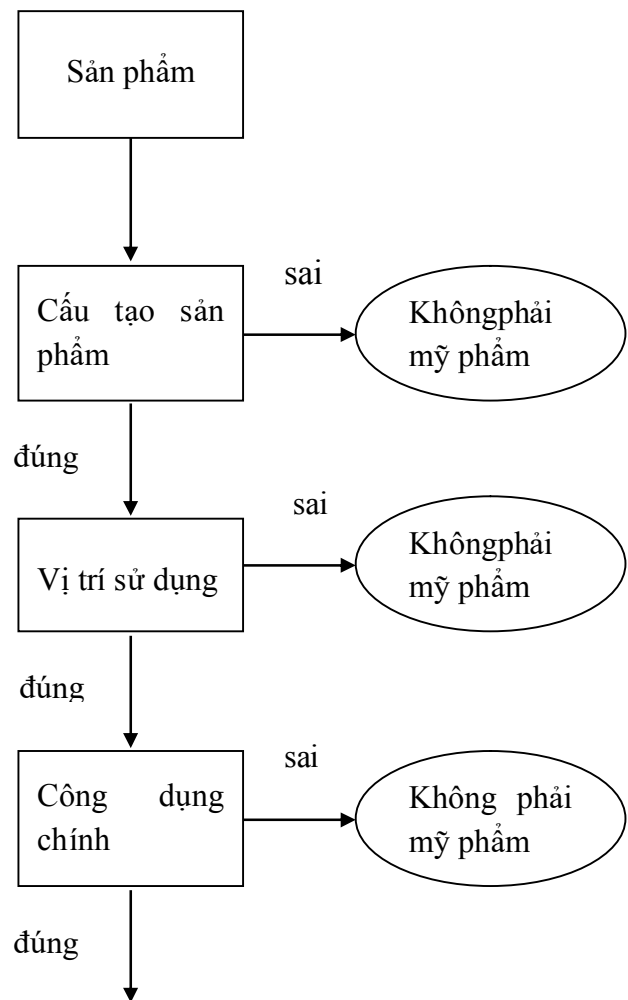 Sản phẩm
sai
Cấu tạo sản
phẩm
Khôngphải
mỹ phẩm
đúng
sai
Vị trí sử dụng
Khôngphải
mỹ phẩm
đúng
sai
Công dụng
chính
Không phải
mỹ phẩm
đúng